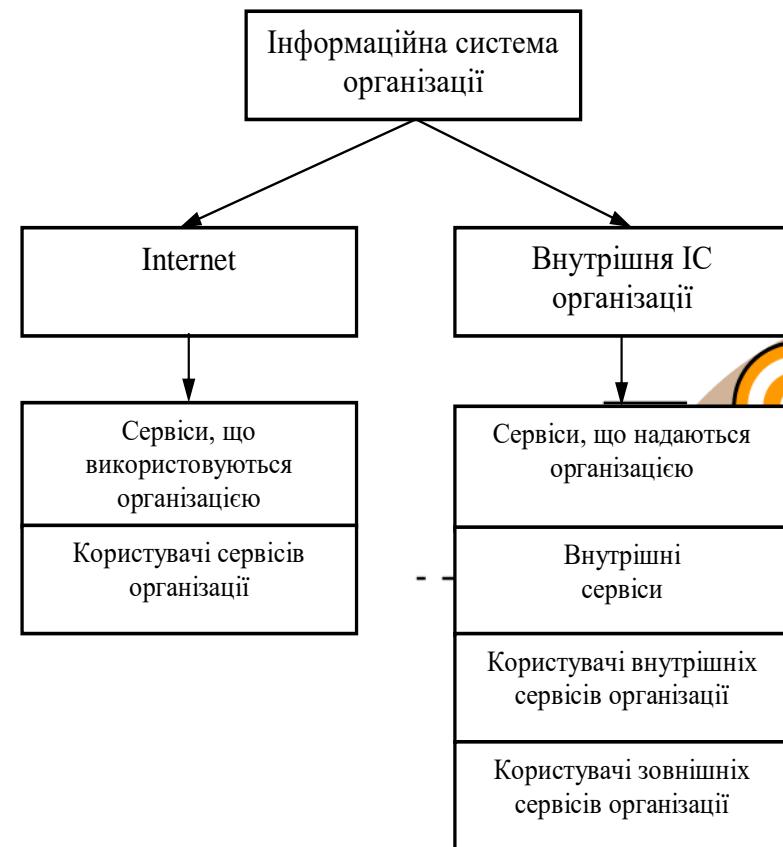 Інформаційна система
організації
Internet
Внутрішня ІС
організації
Сервіси, що
використовуються
організацією
Користувачі сервісів
організації
Сервіси, що надаються
організацією
Внутрішні
сервіси
Користувачі внутрішніх
сервісів організації
Користувачі зовнішніх
сервісів організації